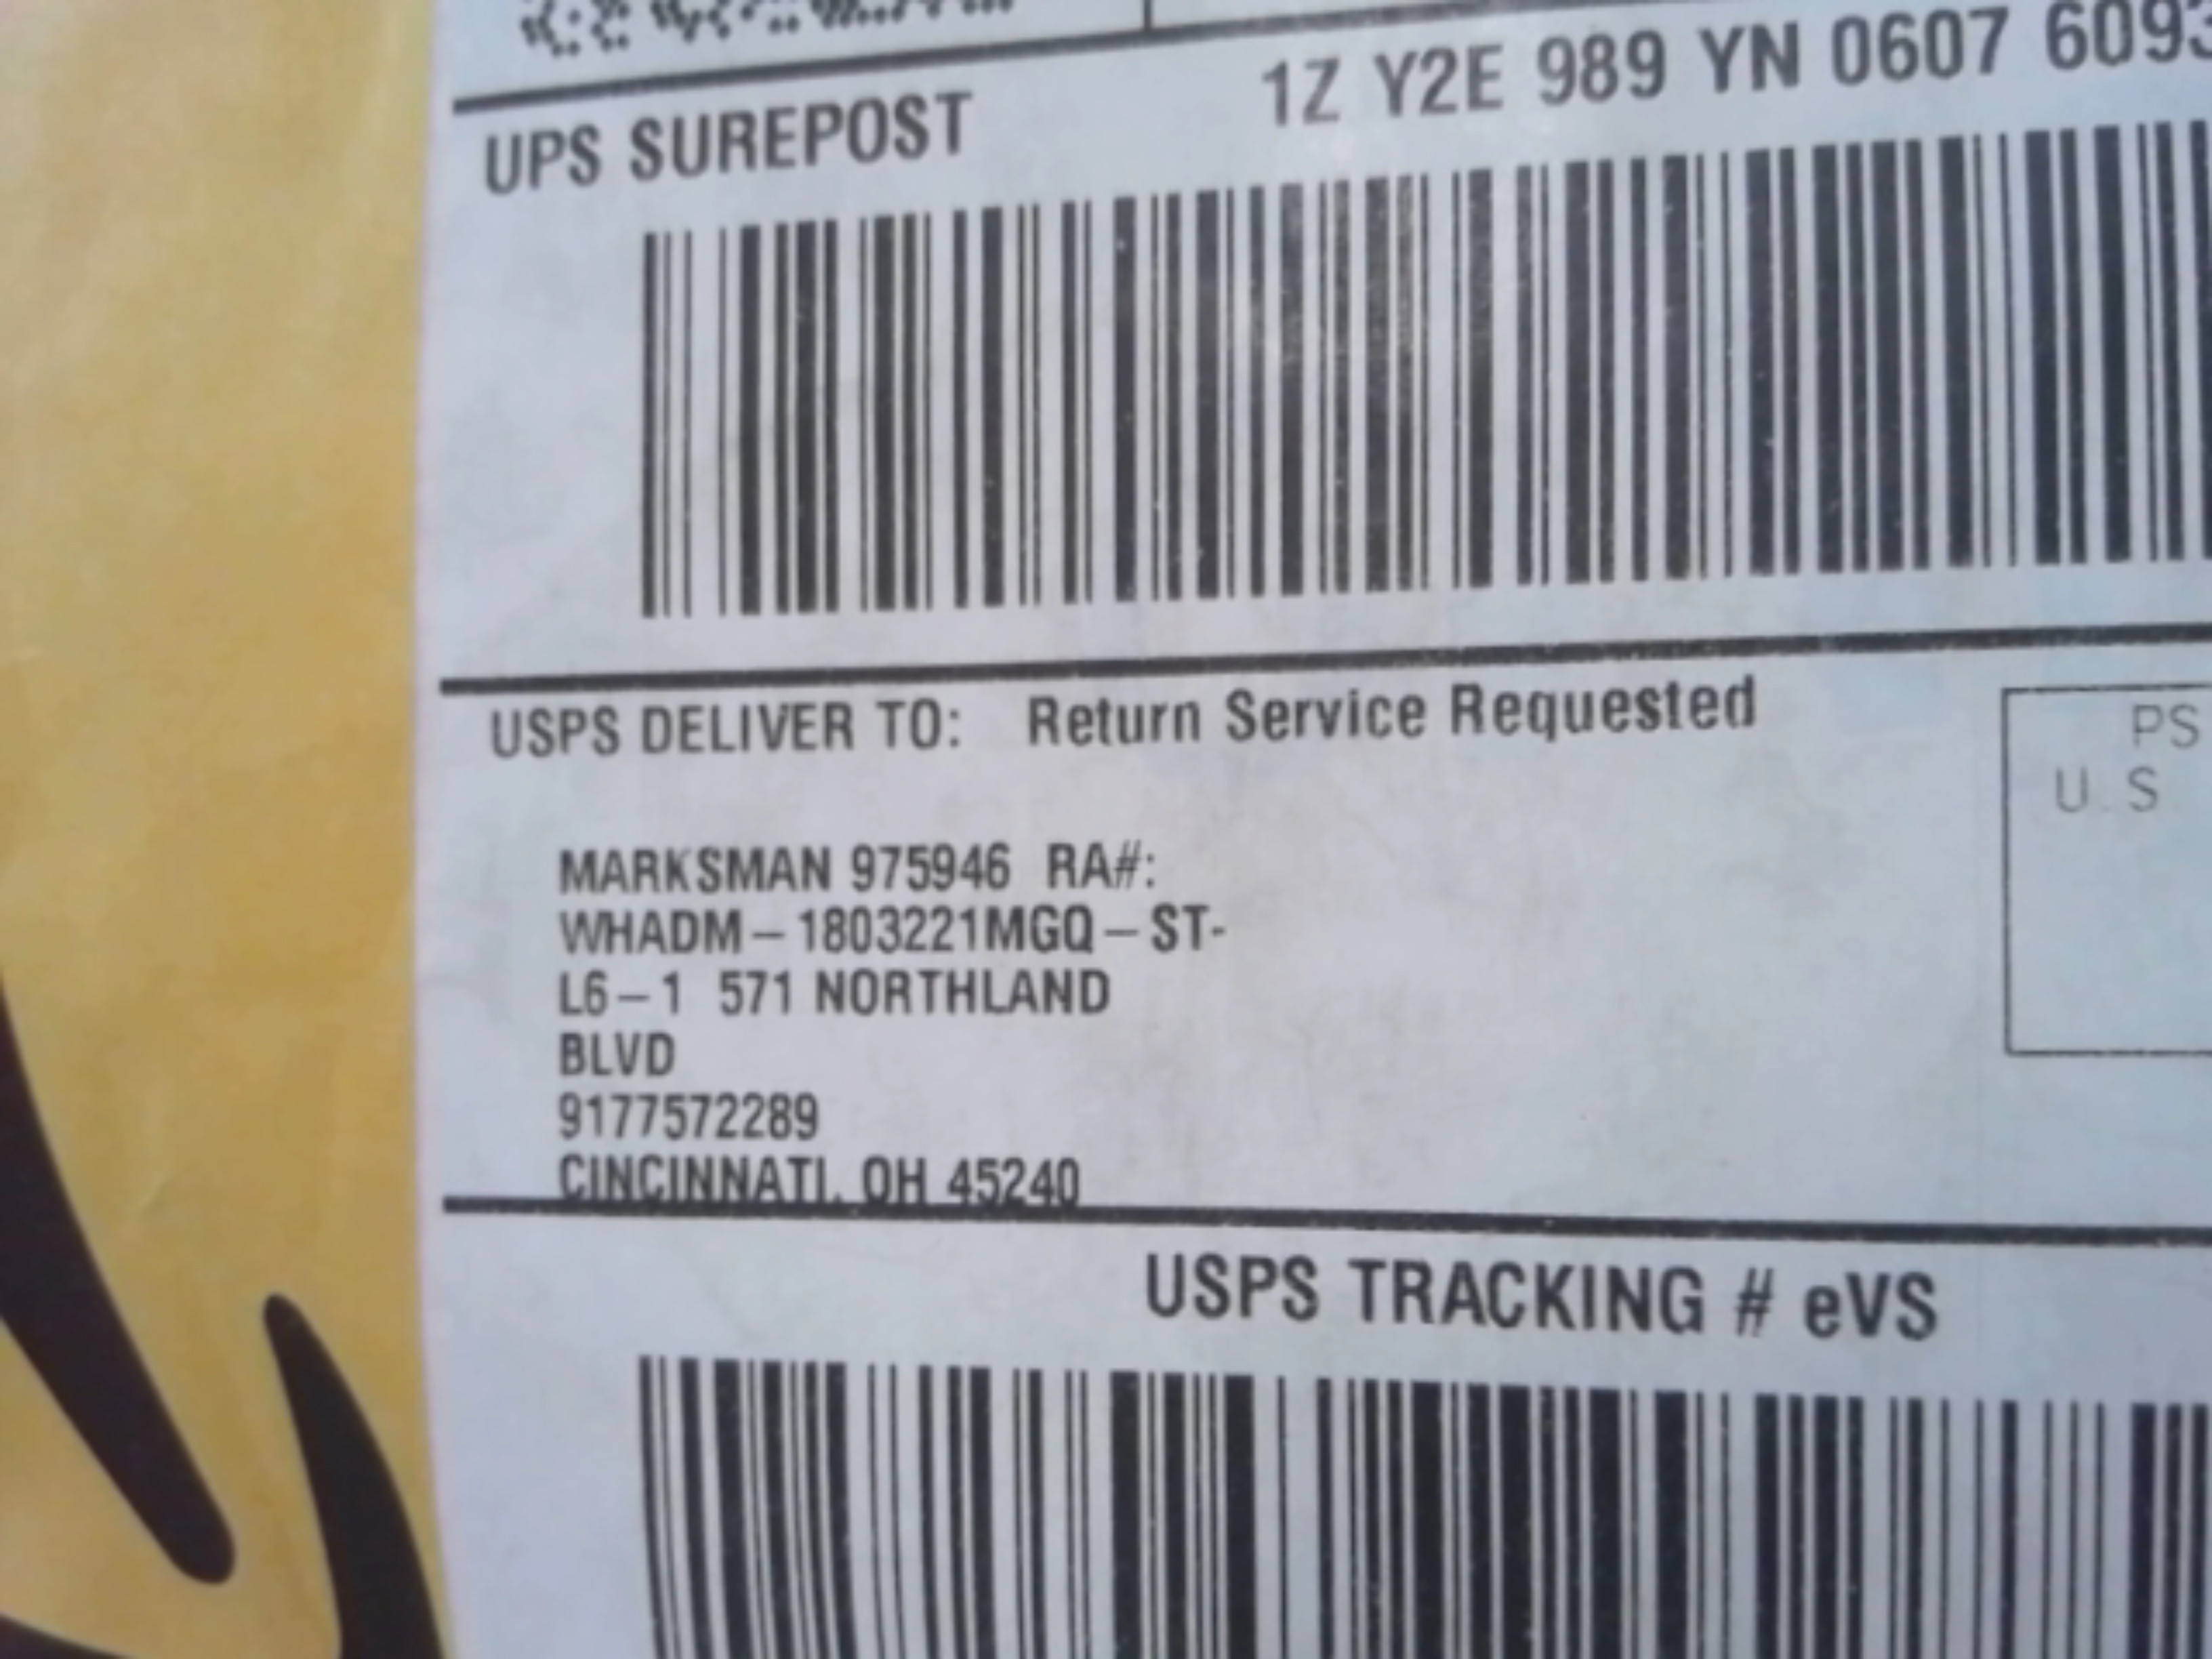 UPS SUREPOST
1Z Y2E 989 YN 0607 6093
USPS DELIVER TO: Return Service Requested
PS
U.S
MARKSMAN 975946 RA#:
WHADM-1803221MGQ-ST-
L6-1 571 NORTHLAND
BLVD
9177572289
CINCINNATI, OH 45240
USPS TRACKING # eVS